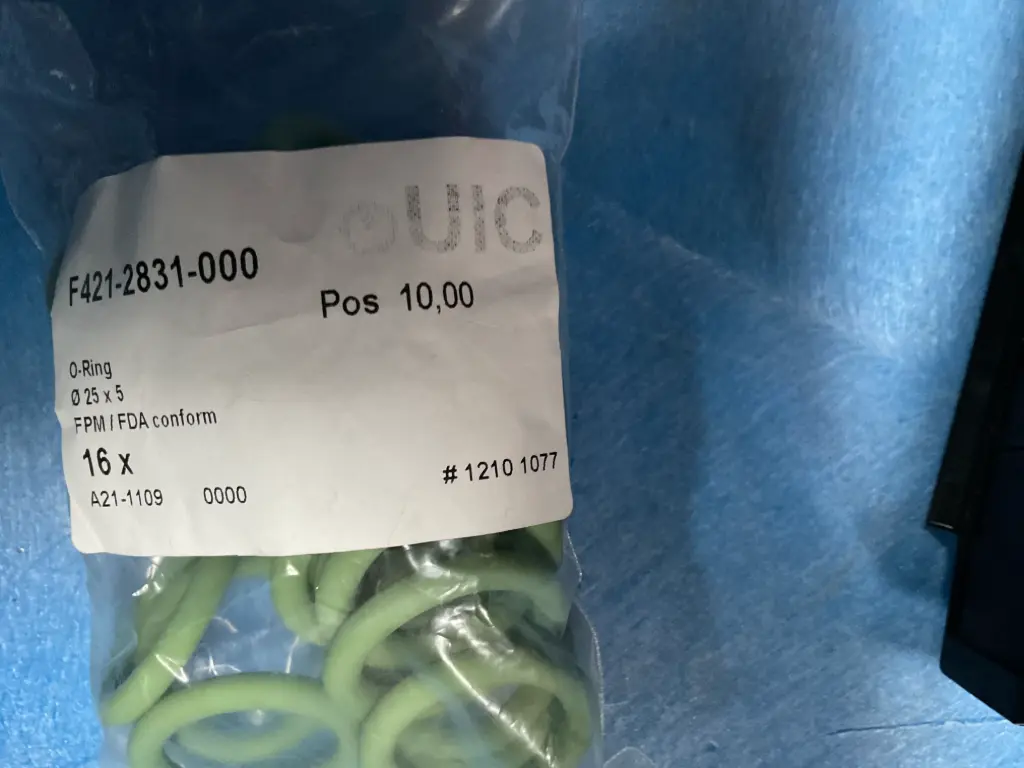 UIC
F421-2831-000
Pos 10,00
O-Ring
Ø 25 x 5
FPM / FDA conform
16 x
# 1210 1077
A21-1109 0000